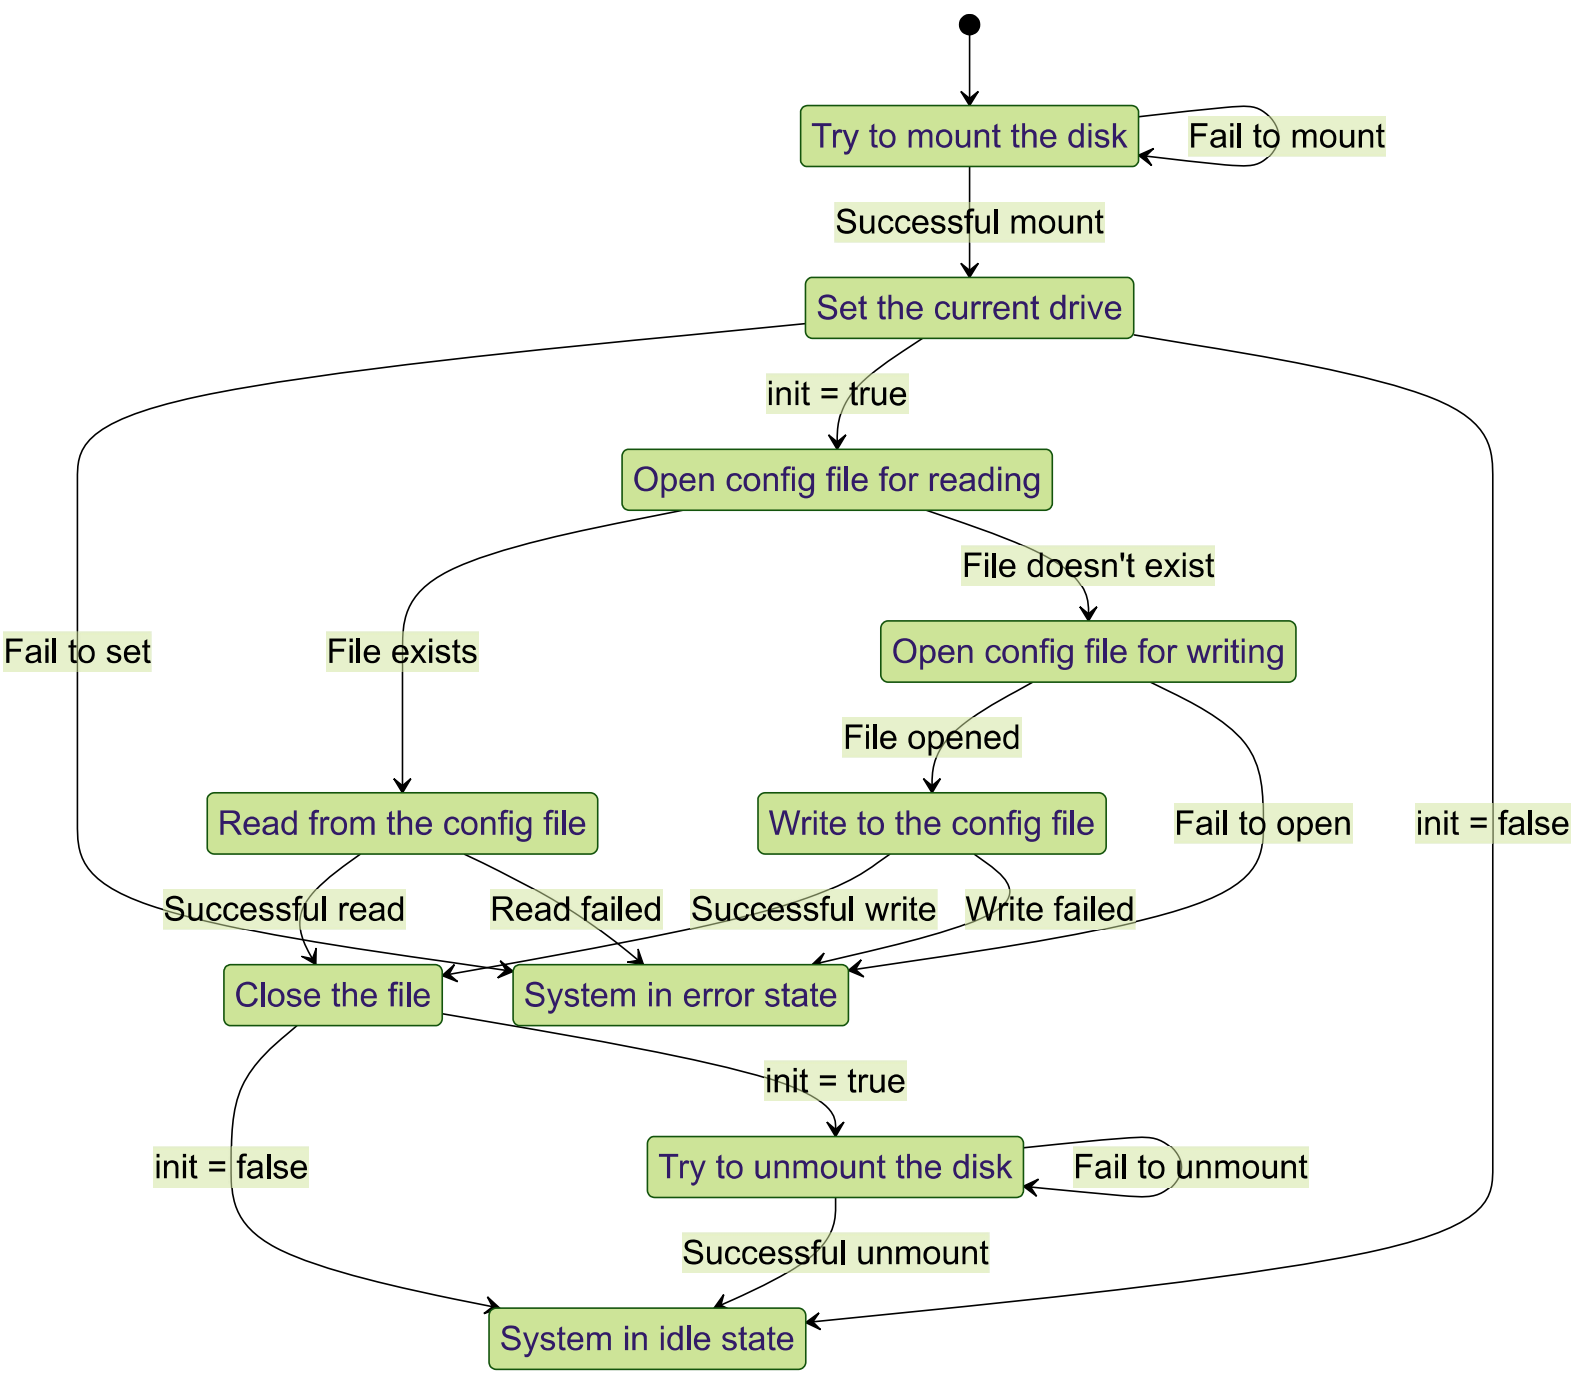 Try to mount the disk
Fail to mount
Successful mount
Set the current drive
init = true
Open config file for reading
File doesn't exist
Fail to set
File exists
Open config file for writing
File opened
Read from the config file
Write to the config file
Fail to open
init = false
Successful read
Read failed
Successful write
Write failed
Close the file
System in error state
init = true
init = false
Try to unmount the disk
Fail to unmount
Successful unmount
System in idle state